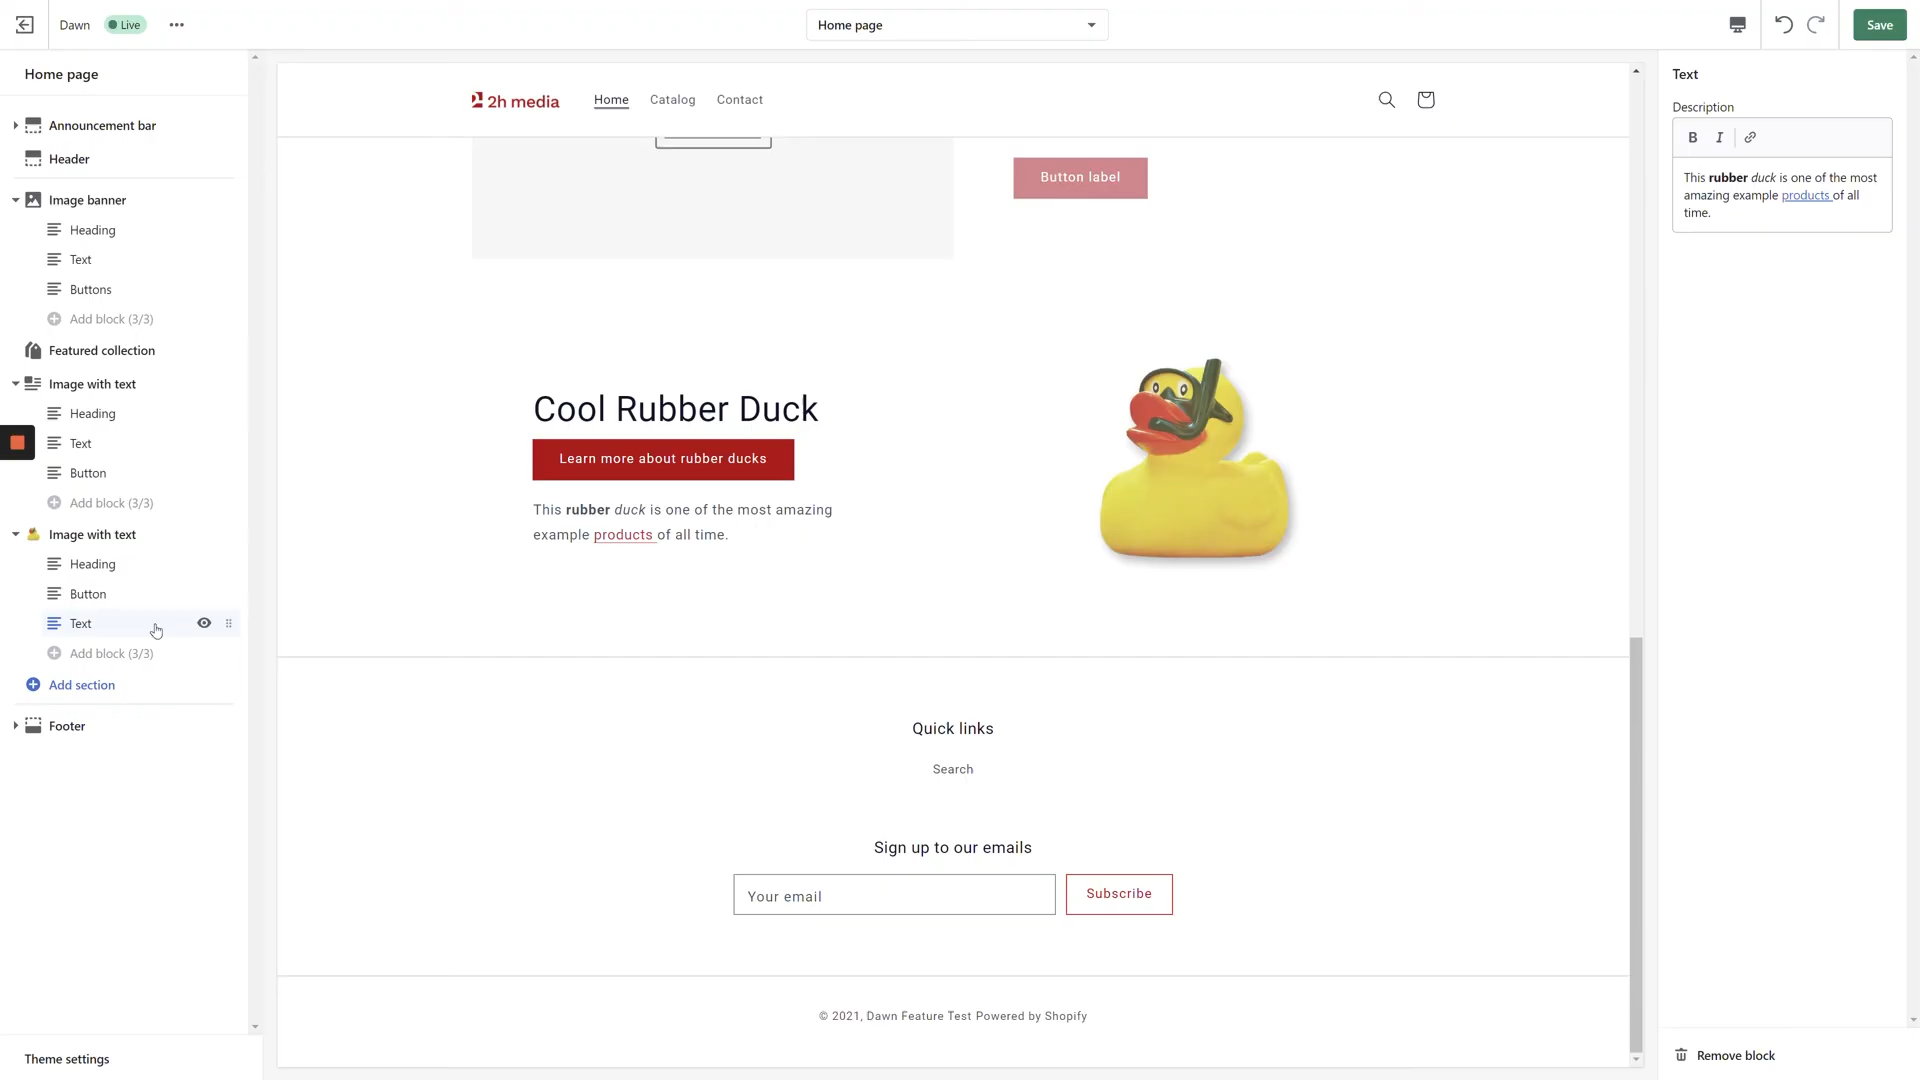 Dawn
Live
Home page
Save
Home page
Announcement bar
Header
Image banner
Heading
Text
Buttons
Add block (3/3)
Featured collection
Image with text
Heading
Text
Button
Add block (3/3)
Image with text
Heading
Button
Text
Add block (3/3)
Add section
Footer
Theme settings
2h media
Home
Catalog
Contact
Button label
Cool Rubber Duck
Learn more about rubber ducks
This rubber duck is one of the most amazing
example products of all time.
Quick links
Search
Sign up to our emails
Your email
Subscribe
© 2021, Dawn Feature Test Powered by Shopify
Text
Description
B I
This rubber duck is one of the most
amazing example products of all
time.
Remove block